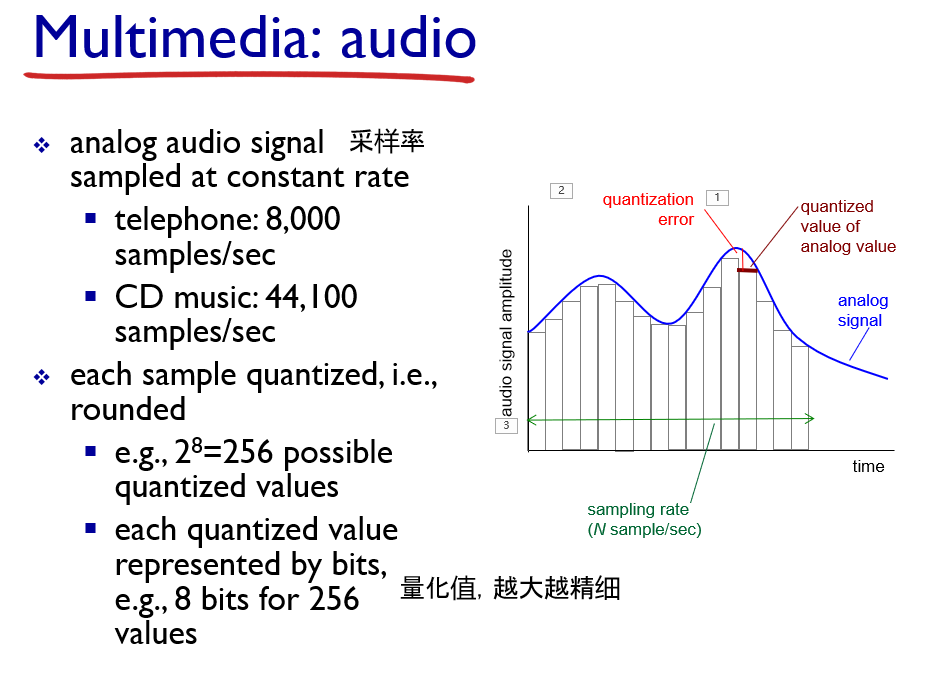 Multimedia: audio
analog audio signal 采样率
sampled at constant rate
telephone: 8,000
samples/sec
CD music: 44,100
samples/sec
each sample quantized, i.e.,
rounded
e.g., 2⁸=256 possible
quantized values
each quantized value
represented by bits,
e.g., 8 bits for 256
values
量化值, 越大越精细
2
quantization
error
1
quantized
value of
analog value
analog
signal
audio signal amplitude
3
time
sampling rate
(N sample/sec)